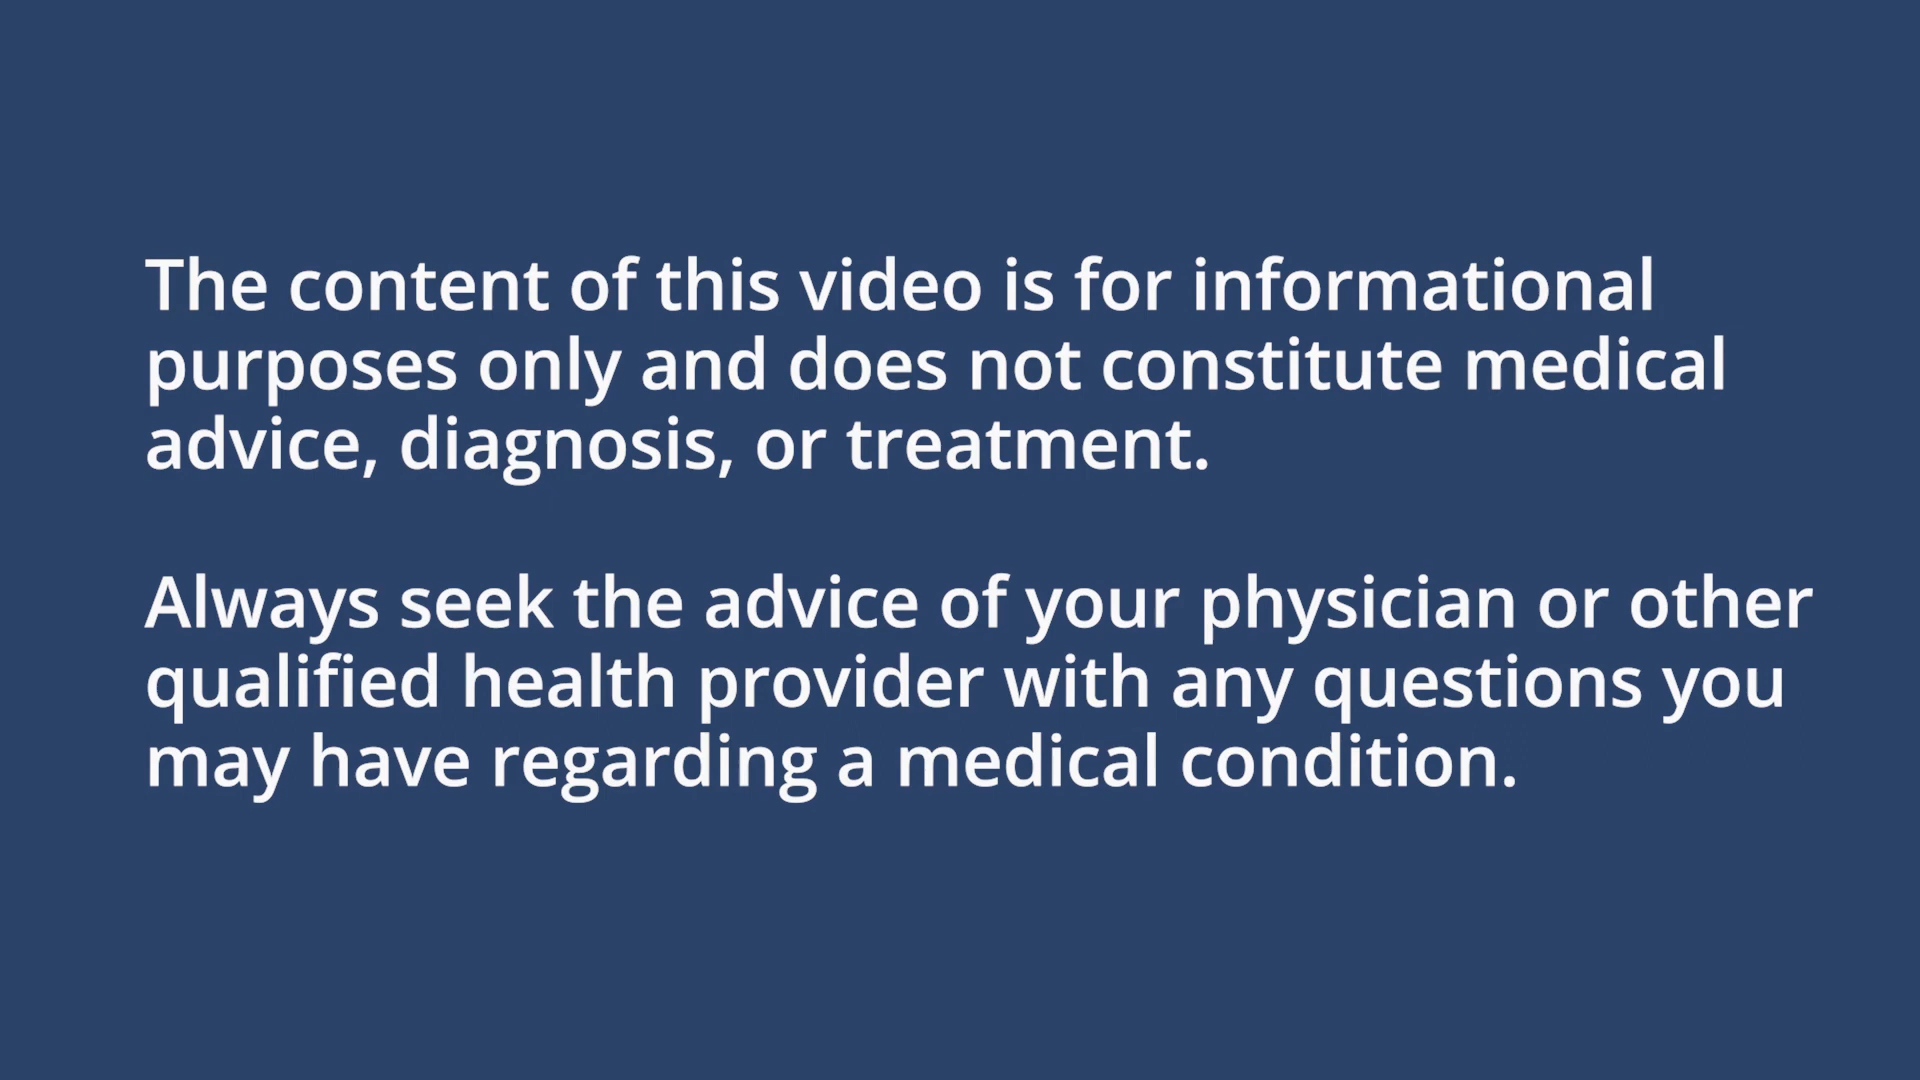 The content of this video is for informational
purposes only and does not constitute medical
advice, diagnosis, or treatment.
Always seek the advice of your physician or other
qualified health provider with any questions you
may have regarding a medical condition.